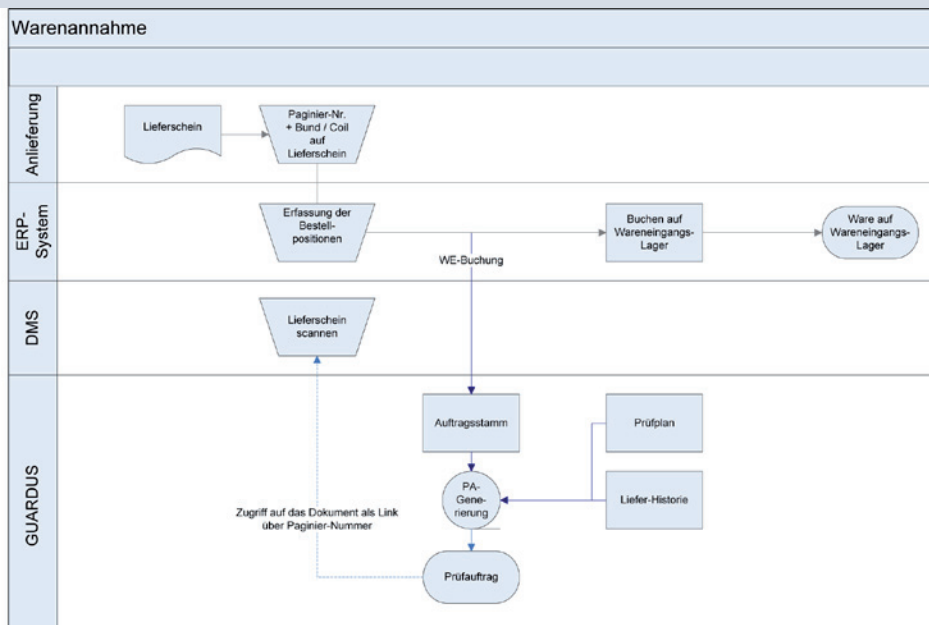 Warenannahme
Anlieferung
Lieferschein
Paginier-Nr.
+ Bund / Coil
auf
Lieferschein
ERP-
System
Erfassung der
Bestell-
positionen
Buchen auf
Wareneingangs-
Lager
Ware auf
Wareneingangs-
Lager
WE-Buchung
DMS
Lieferschein
scannen
GUARDUS
Auftragsstamm
Prüfplan
PA-
Gene-
rierung
Liefer-Historie
Zugriff auf das Dokument als Link
über Paginier-Nummer
Prüfauftrag